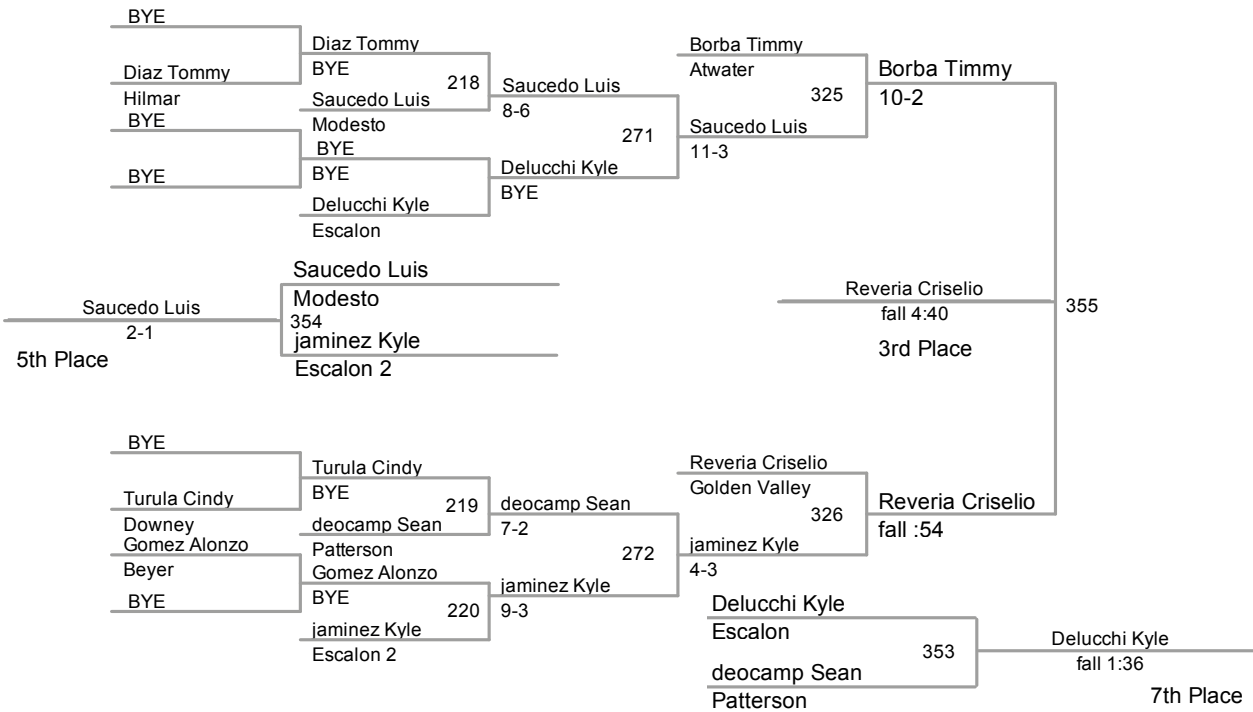 BYE
Diaz Tommy
Hilmar
BYE
BYE
Diaz Tommy
BYE
218
Saucedo Luis
Modesto
BYE
BYE
Delucchi Kyle
Escalon
Saucedo Luis
8-6
271
Delucchi Kyle
BYE
Borba Timmy
Atwater
325
Saucedo Luis
11-3
Borba Timmy
10-2
Saucedo Luis
2-1
5th Place
Saucedo Luis
Modesto
354
jaminez Kyle
Escalon 2
Reveria Criselio
fall 4:40
3rd Place
355
BYE
Turula Cindy
Downey
Gomez Alonzo
Beyer
BYE
Turula Cindy
BYE
219
deocamp Sean
Patterson
Gomez Alonzo
BYE
220
jaminez Kyle
Escalon 2
deocamp Sean
7-2
272
jaminez Kyle
9-3
Reveria Criselio
Golden Valley
326
jaminez Kyle
4-3
Reveria Criselio
fall :54
Delucchi Kyle
Escalon
353
deocamp Sean
Patterson
Delucchi Kyle
fall 1:36
7th Place